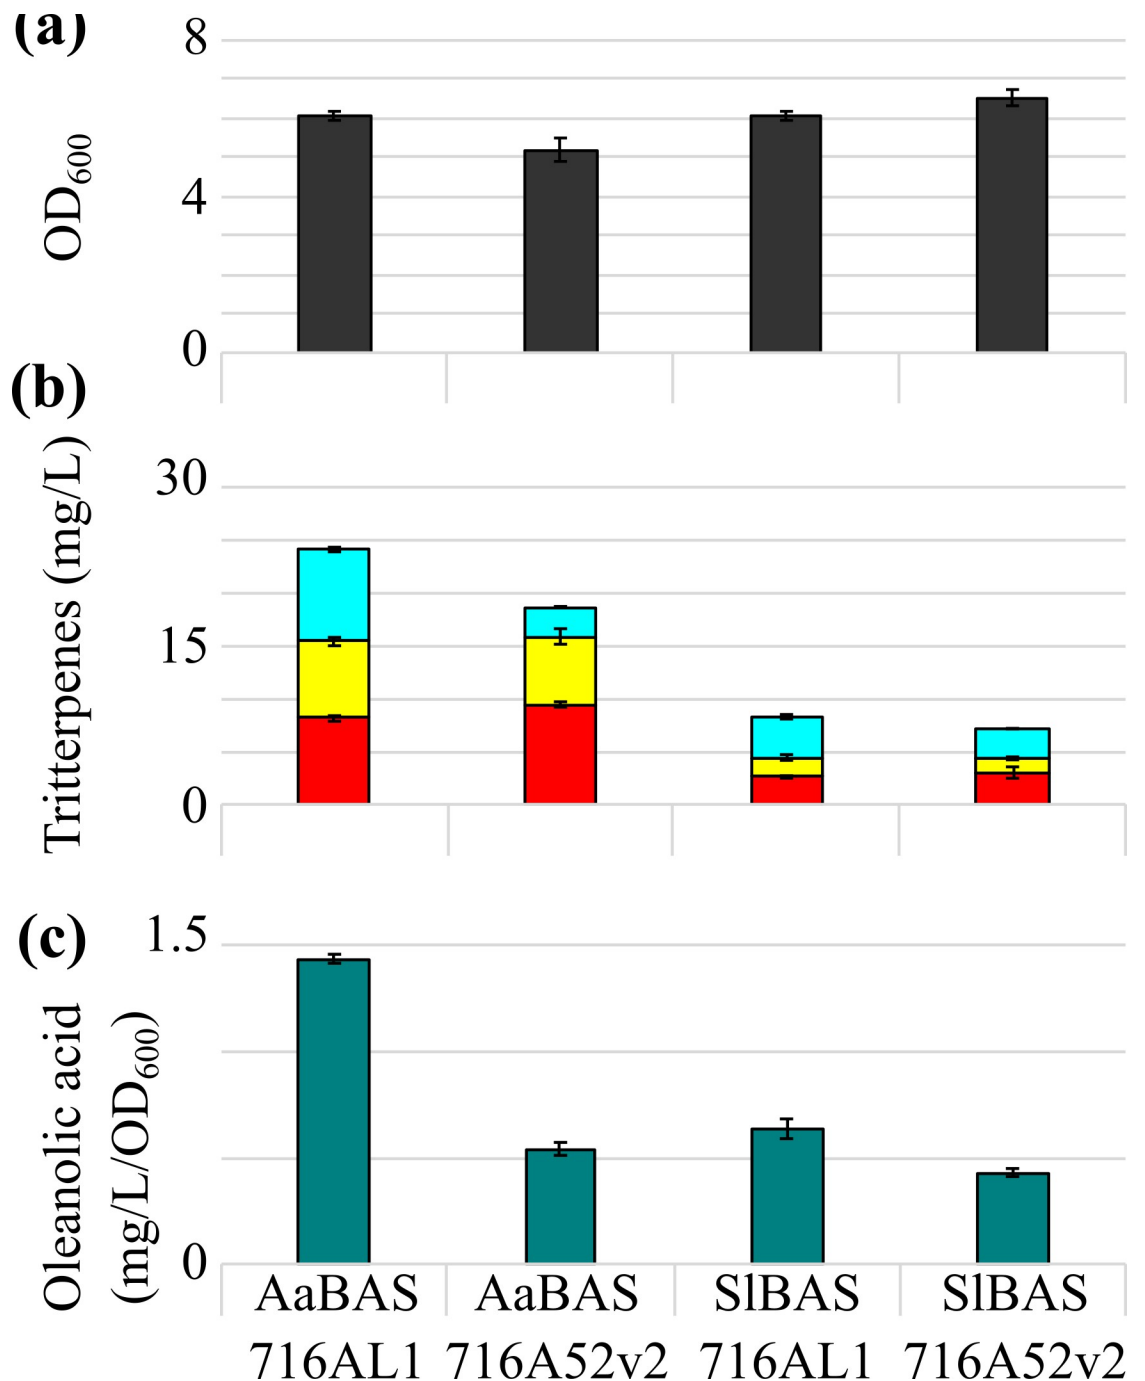 (a)
8
4
0
OD600
(b)
30
15
0
Tritterpenes (mg/L)
(c)
1.5
0
Oleanolic acid
(mg/L/OD600)
AaBAS AaBAS SlBAS SlBAS
716AL1 716A52v2 716AL1 716A52v2